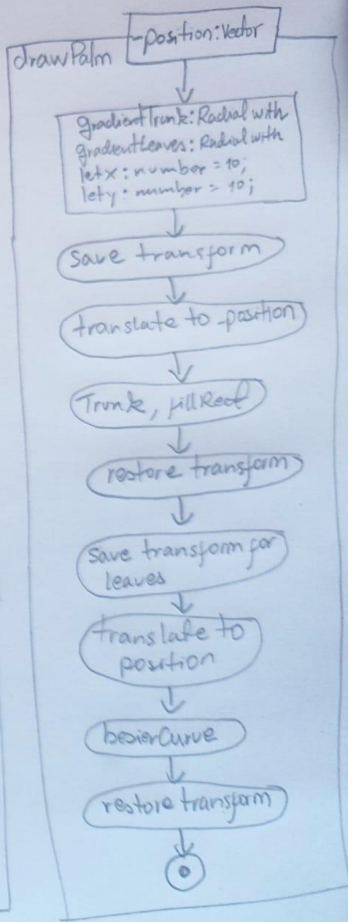 drawPalm
-position:Vector
gradientTrunk:Radial with
gradientLeaves:Radial with
let x : number = 10;
let y : number = 10;
save transform
translate to _position
Trunk, fillRect
restore transform
save transform for
leaves
translate to
position
bezierCurve
restore transform